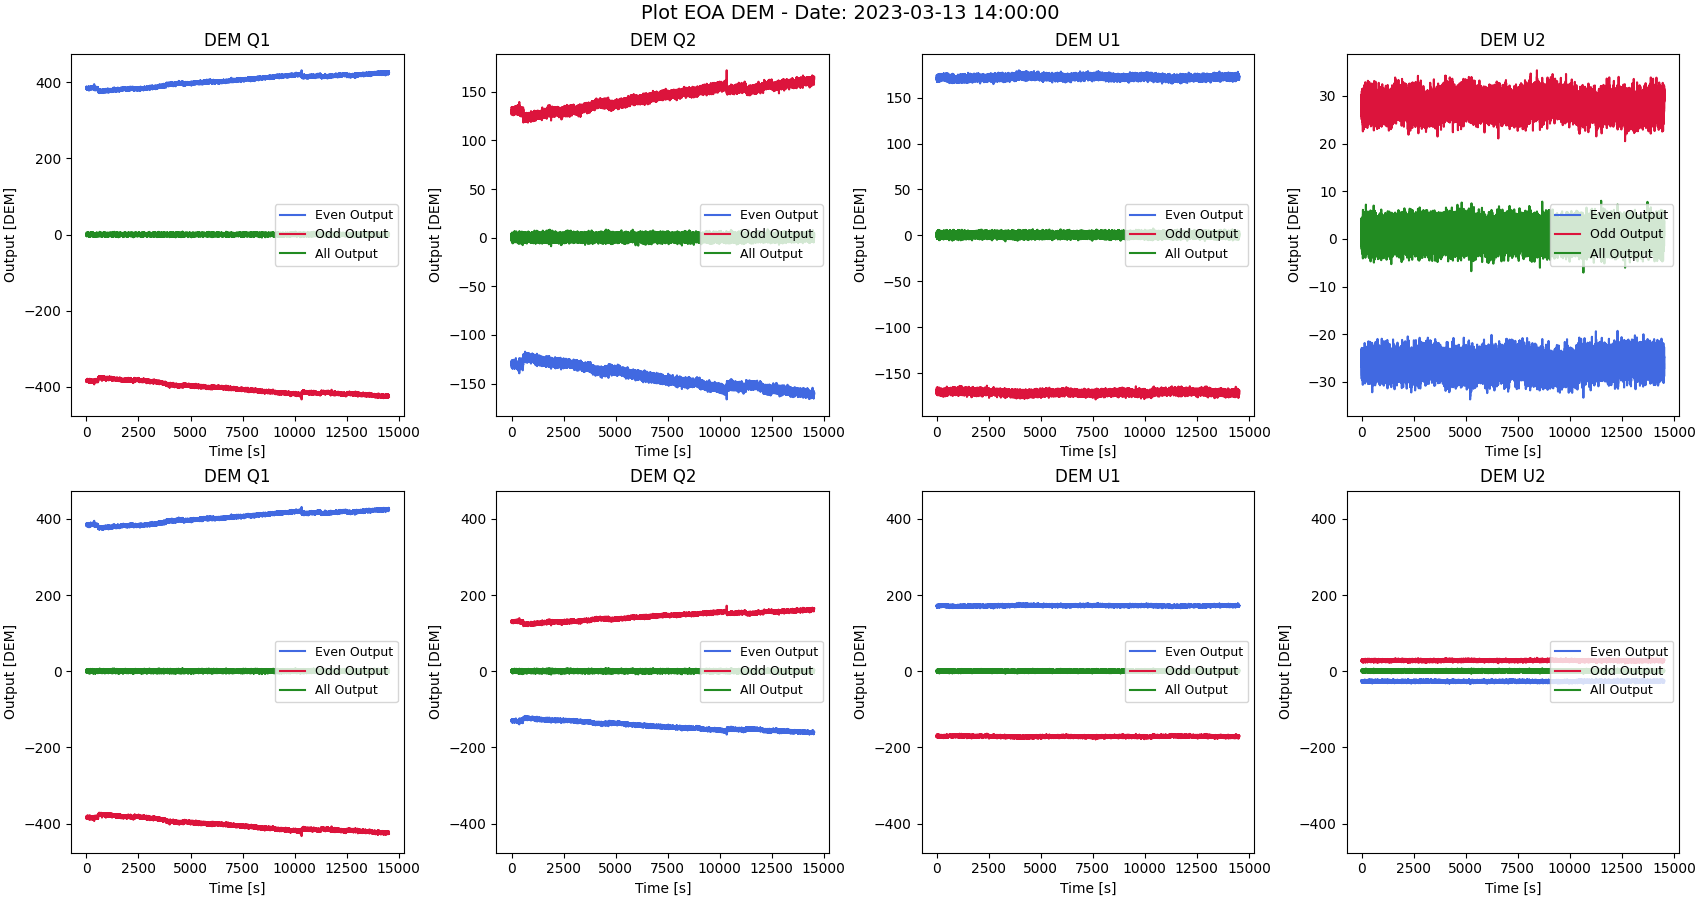 Plot EOA DEM - Date: 2023-03-13 14:00:00
DEM Q1
Output [DEM]
400
200
0
−200
−400
0 2500 5000 7500 10000 12500 15000
Time [s]
Even Output
Odd Output
All Output
DEM Q2
Output [DEM]
150
100
50
0
−50
−100
−150
0 2500 5000 7500 10000 12500 15000
Time [s]
Even Output
Odd Output
All Output
DEM U1
Output [DEM]
150
100
50
0
−50
−100
−150
0 2500 5000 7500 10000 12500 15000
Time [s]
Even Output
Odd Output
All Output
DEM U2
Output [DEM]
30
20
10
0
−10
−20
−30
0 2500 5000 7500 10000 12500 15000
Time [s]
Even Output
Odd Output
All Output
DEM Q1
Output [DEM]
400
200
0
−200
−400
0 2500 5000 7500 10000 12500 15000
Time [s]
Even Output
Odd Output
All Output
DEM Q2
Output [DEM]
400
200
0
−200
−400
0 2500 5000 7500 10000 12500 15000
Time [s]
Even Output
Odd Output
All Output
DEM U1
Output [DEM]
400
200
0
−200
−400
0 2500 5000 7500 10000 12500 15000
Time [s]
Even Output
Odd Output
All Output
DEM U2
Output [DEM]
400
200
0
−200
−400
0 2500 5000 7500 10000 12500 15000
Time [s]
Even Output
Odd Output
All Output